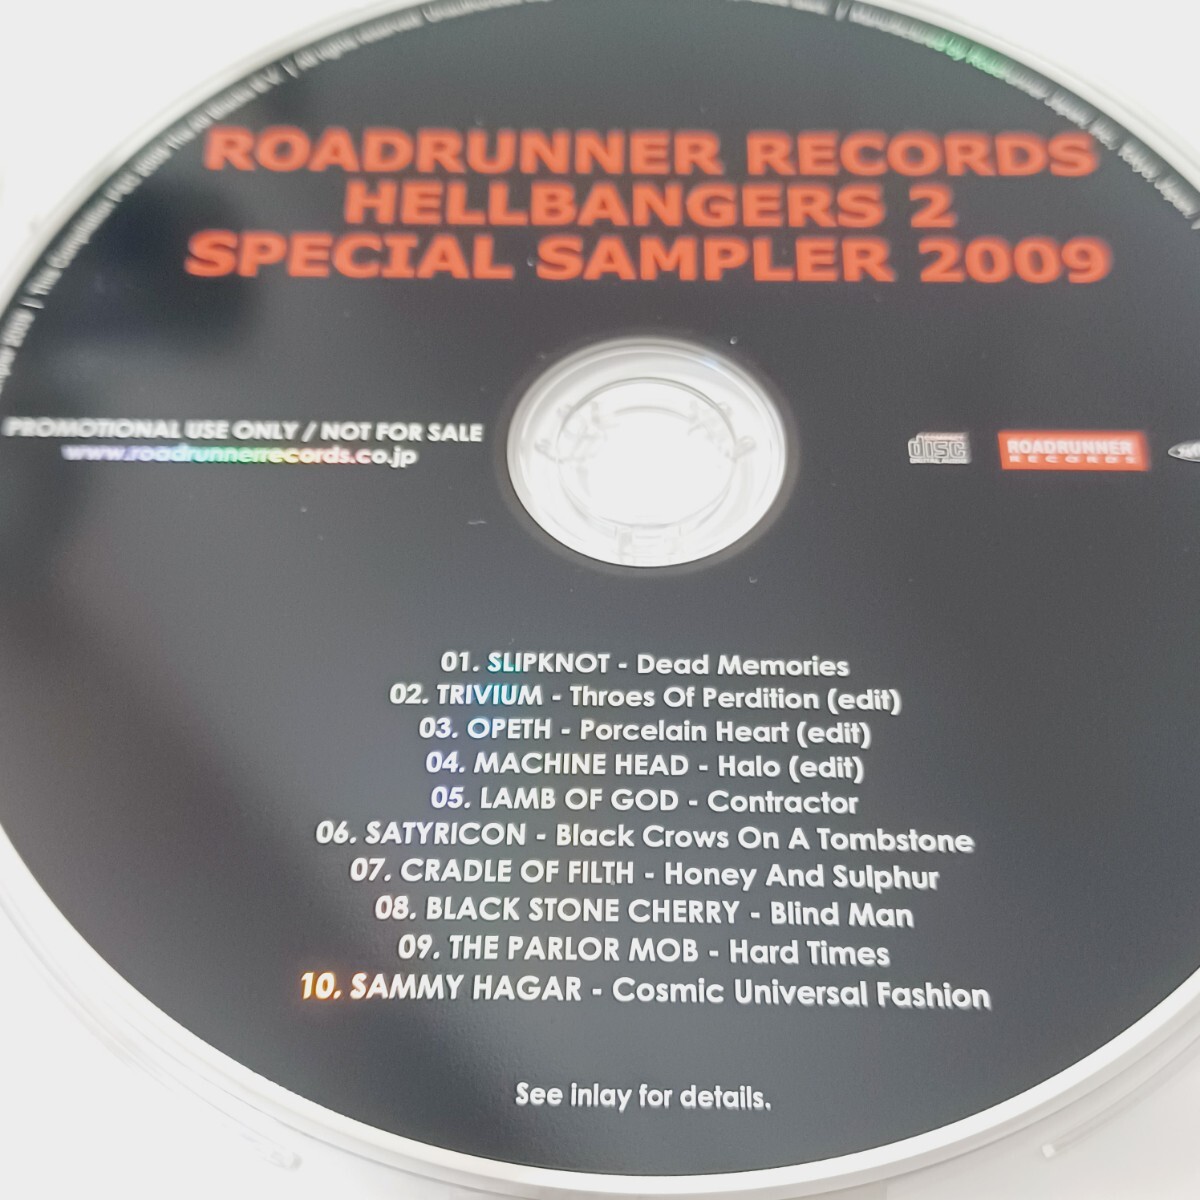 ROADRUNNER RECORDS
HELLBANGERS 2
SPECIAL SAMPLER 2009
PROMOTIONAL USE ONLY / NOT FOR SALE
www.roadrunnerrecords.co.jp
COMPACT
disc
DIGITAL AUDIO
ROADRUNNER
RECORDS
01. SLIPKNOT - Dead Memories
02. TRIVIUM - Throes Of Perdition (edit)
03. OPETH - Porcelain Heart (edit)
04. MACHINE HEAD - Halo (edit)
05. LAMB OF GOD - Contractor
06. SATYRICON - Black Crows On A Tombstone
07. CRADLE OF FILTH - Honey And Sulphur
08. BLACK STONE CHERRY - Blind Man
09. THE PARLOR MOB - Hard Times
10. SAMMY HAGAR - Cosmic Universal Fashion
See inlay for details.